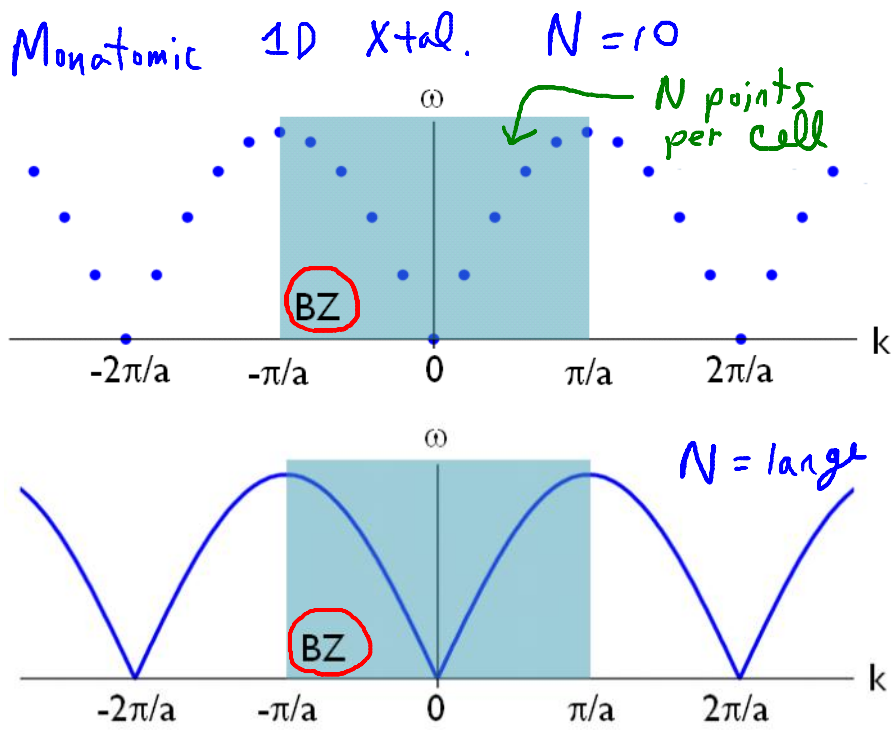 Monatomic 1D Xtal. N = 10
N points
per cell
ω
BZ
k
-2π/a -π/a 0 π/a 2π/a
ω
N = large
BZ
k
-2π/a -π/a 0 π/a 2π/a